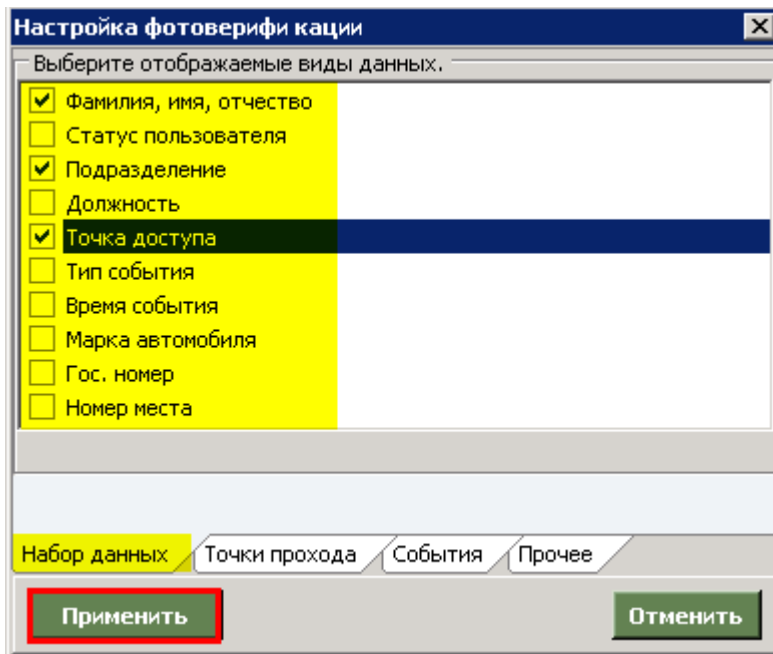 Настройка фотоверифи кации
Выберите отображаемые виды данных.
Фамилия, имя, отчество
Статус пользователя
Подразделение
Должность
Точка доступа
Тип события
Время события
Марка автомобиля
Гос. номер
Номер места
Набор данных Точки прохода События Прочее
Применить Отменить